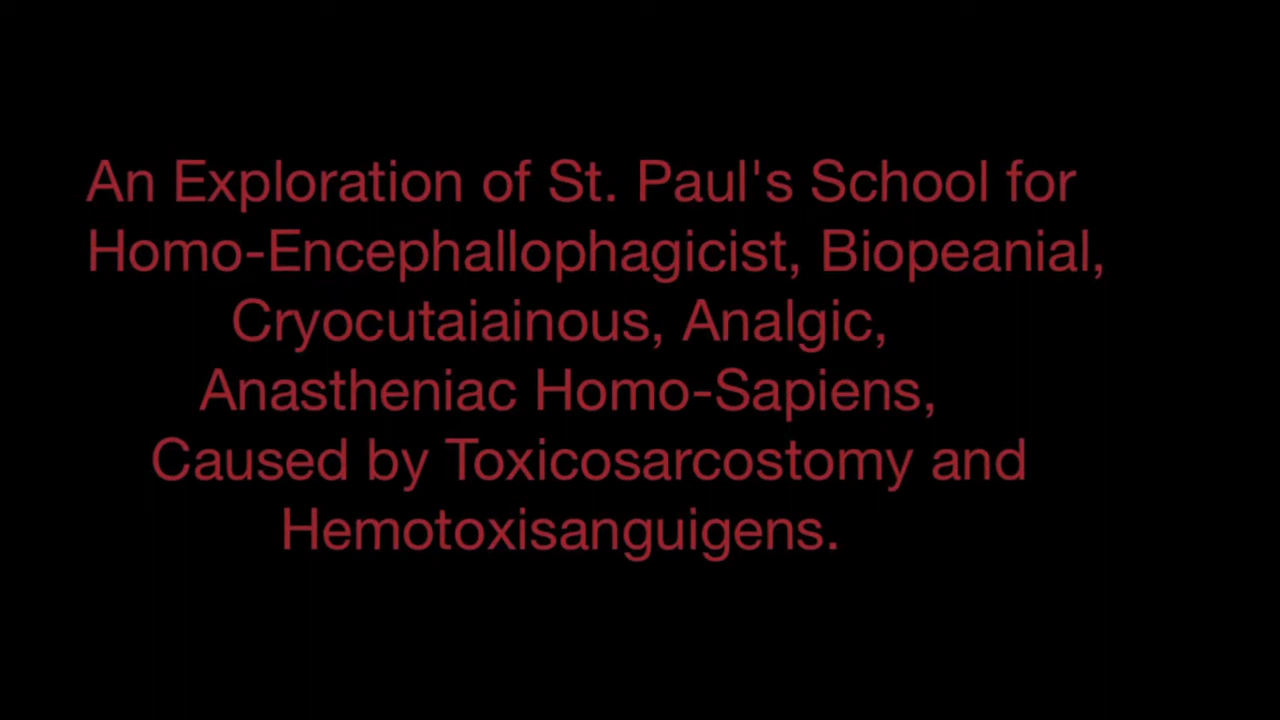 An Exploration of St. Paul's School for
Homo-Encephallophagicist, Biopeanial,
Cryocutaiainous, Analgic,
Anastheniac Homo-Sapiens,
Caused by Toxicosarcostomy and
Hemotoxisanguigens.